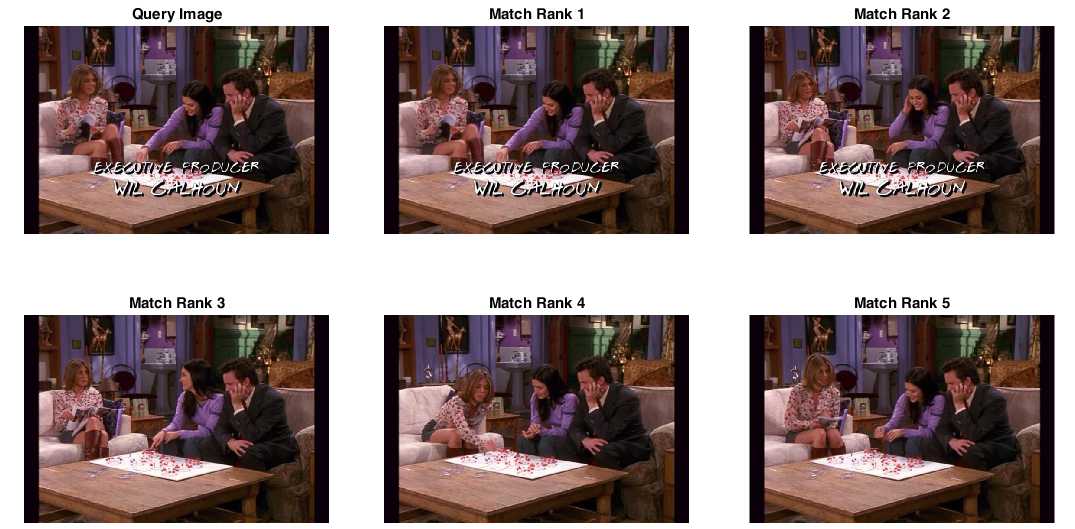 Query Image
Match Rank 1
Match Rank 2
EXECUTIVE PRODUCER
WIL CALHOUN
EXECUTIVE PRODUCER
WIL CALHOUN
EXECUTIVE PRODUCER
WIL CALHOUN
Match Rank 3
Match Rank 4
Match Rank 5